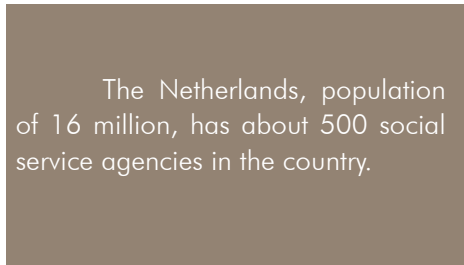 The Netherlands, population
of 16 million, has about 500 social
service agencies in the country.